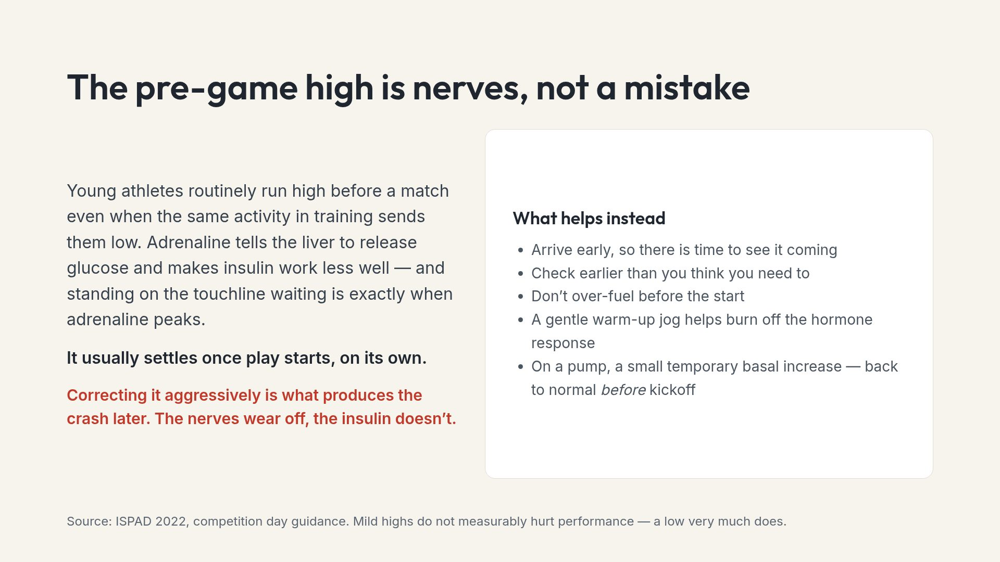 The pre-game high is nerves, not a mistake
Young athletes routinely run high before a match
even when the same activity in training sends
them low. Adrenaline tells the liver to release
glucose and makes insulin work less well — and
standing on the touchline waiting is exactly when
adrenaline peaks.
It usually settles once play starts, on its own.
Correcting it aggressively is what produces the
crash later. The nerves wear off, the insulin doesn’t.
What helps instead
• Arrive early, so there is time to see it coming
• Check earlier than you think you need to
• Don’t over-fuel before the start
• A gentle warm-up jog helps burn off the hormone
response
• On a pump, a small temporary basal increase — back
to normal before kickoff
Source: ISPAD 2022, competition day guidance. Mild highs do not measurably hurt performance — a low very much does.